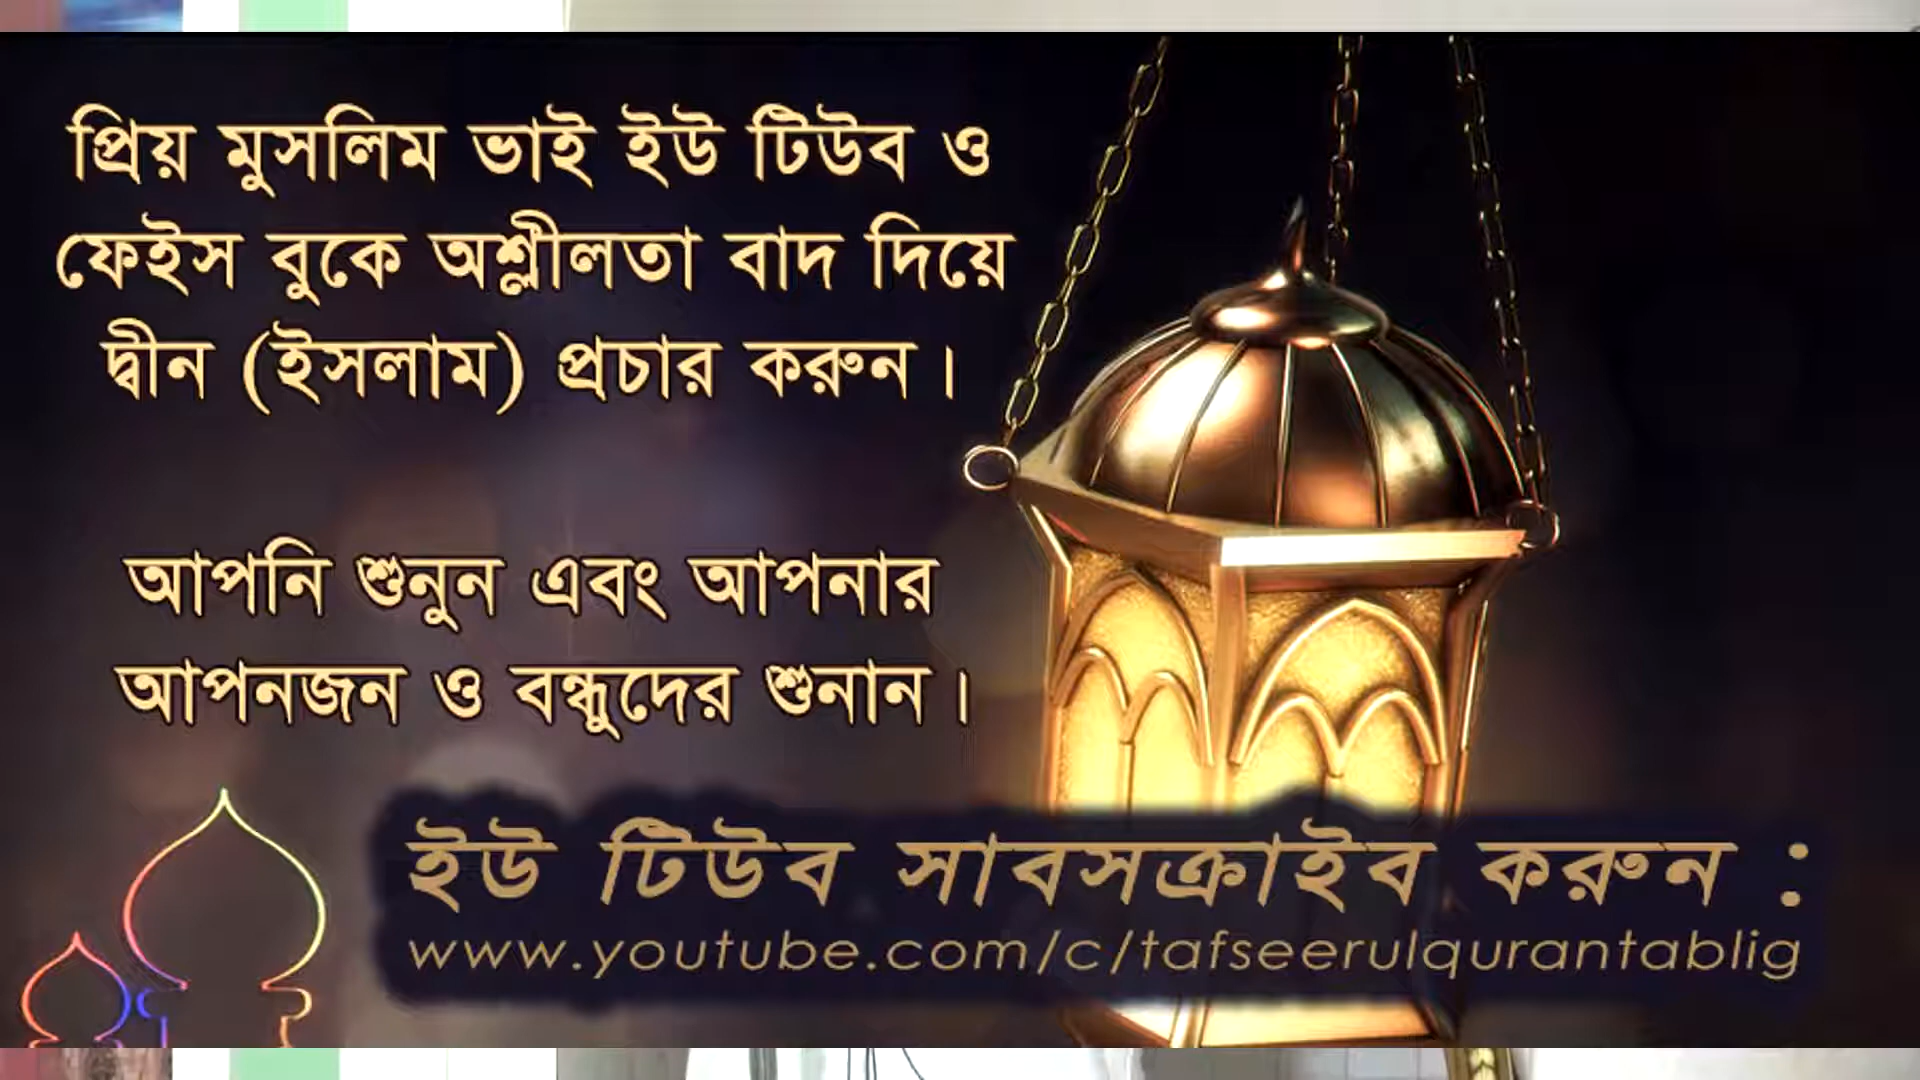 প্রিয় মুসলিম ভাই ইউ টিউব ও
ফেইস বুকে অশ্লীলতা বাদ দিয়ে
দ্বীন (ইসলাম) প্রচার করুন।
আপনি শুনুন এবং আপনার
আপনজন ও বন্ধুদের শুনান।
ইউ টিউব সাবসক্রাইব করুন :
www.youtube.com/c/tafseerulqurantablig